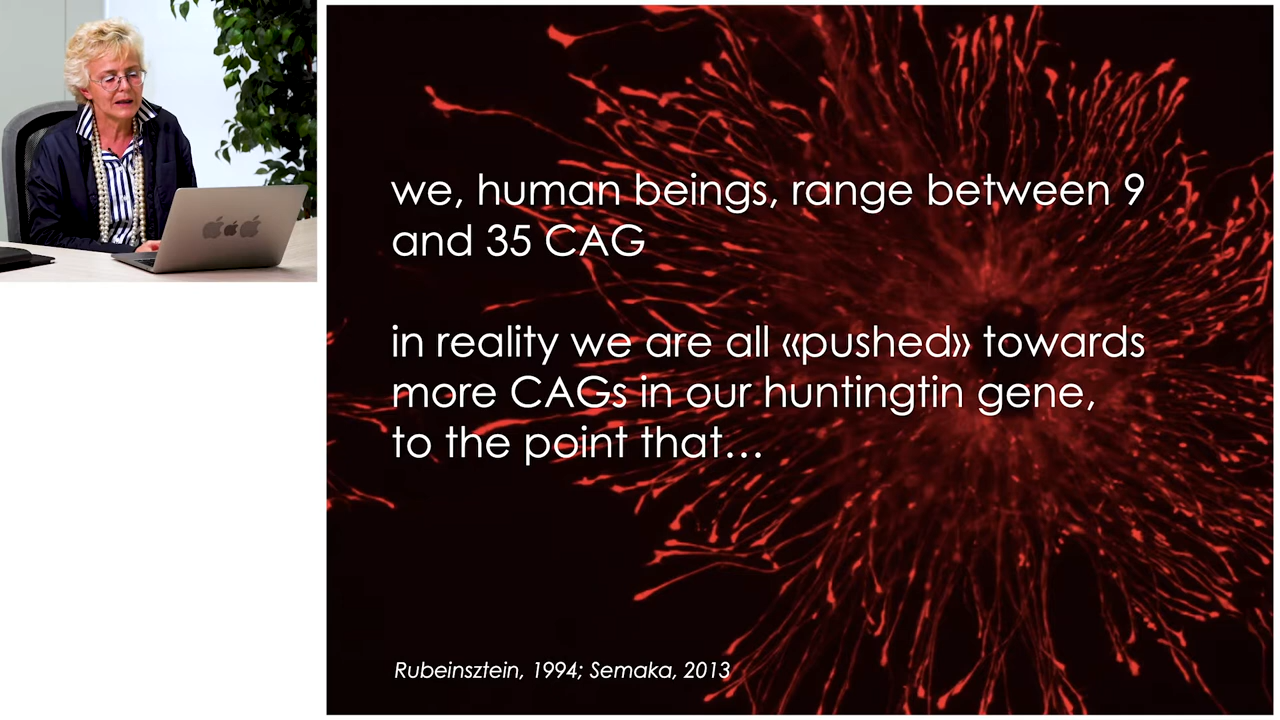 we, human beings, range between 9
and 35 CAG
in reality we are all «pushed» towards
more CAGs in our huntingtin gene,
to the point that...
Rubeinsztein, 1994; Semaka, 2013